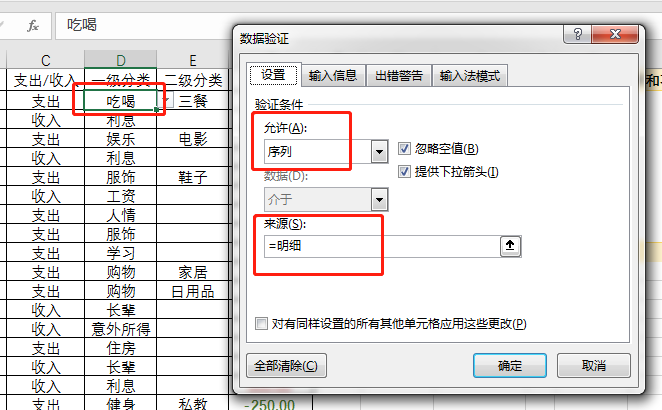 fx 吃喝
C D E
支出/收入 一级分类 二级分类
支出 吃喝 三餐
收入 利息
支出 娱乐 电影
收入 利息
支出 服饰 鞋子
收入 工资
支出 人情
支出 服饰
支出 学习
支出 购物 家居
支出 购物 日用品
收入 长辈
收入 意外所得
支出 住房
收入 长辈
收入 利息
支出 健身 私教 -250.00
数据验证
设置 输入信息 出错警告 输入法模式
验证条件
允许(A):
序列
忽略空值(B)
提供下拉箭头(I)
数据(D):
介于
来源(S):
=明细
对有同样设置的所有其他单元格应用这些更改(P)
全部清除(C) 确定 取消